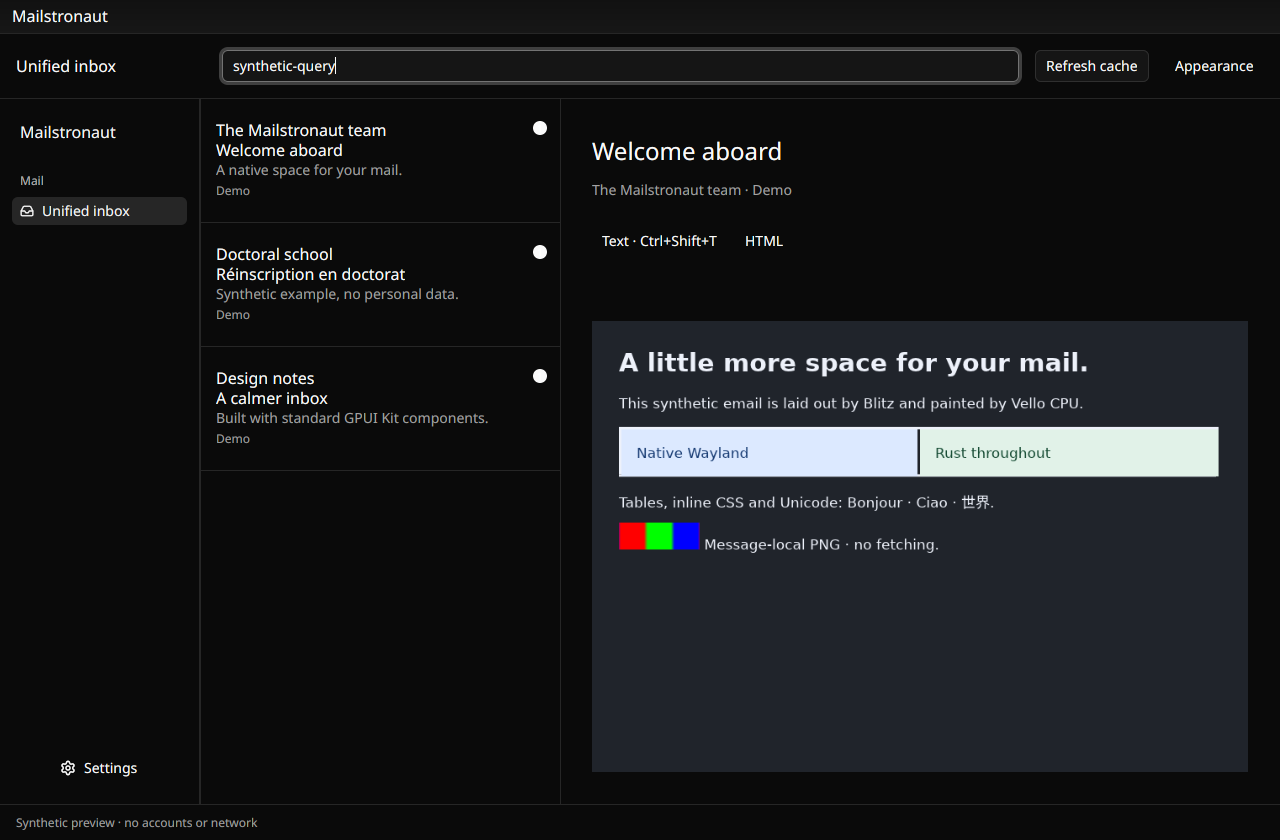 Mailstronaut
Unified inbox
synthetic-query
Refresh cache
Appearance
Mailstronaut
Mail
Unified inbox
Settings
The Mailstronaut team
Welcome aboard
A native space for your mail.
Demo
Doctoral school
Réinscription en doctorat
Synthetic example, no personal data.
Demo
Design notes
A calmer inbox
Built with standard GPUI Kit components.
Demo
Welcome aboard
The Mailstronaut team · Demo
Text · Ctrl+Shift+T
HTML
A little more space for your mail.
This synthetic email is laid out by Blitz and painted by Vello CPU.
Native Wayland
Rust throughout
Tables, inline CSS and Unicode: Bonjour · Ciao · 世界.
Message-local PNG · no fetching.
Synthetic preview · no accounts or network